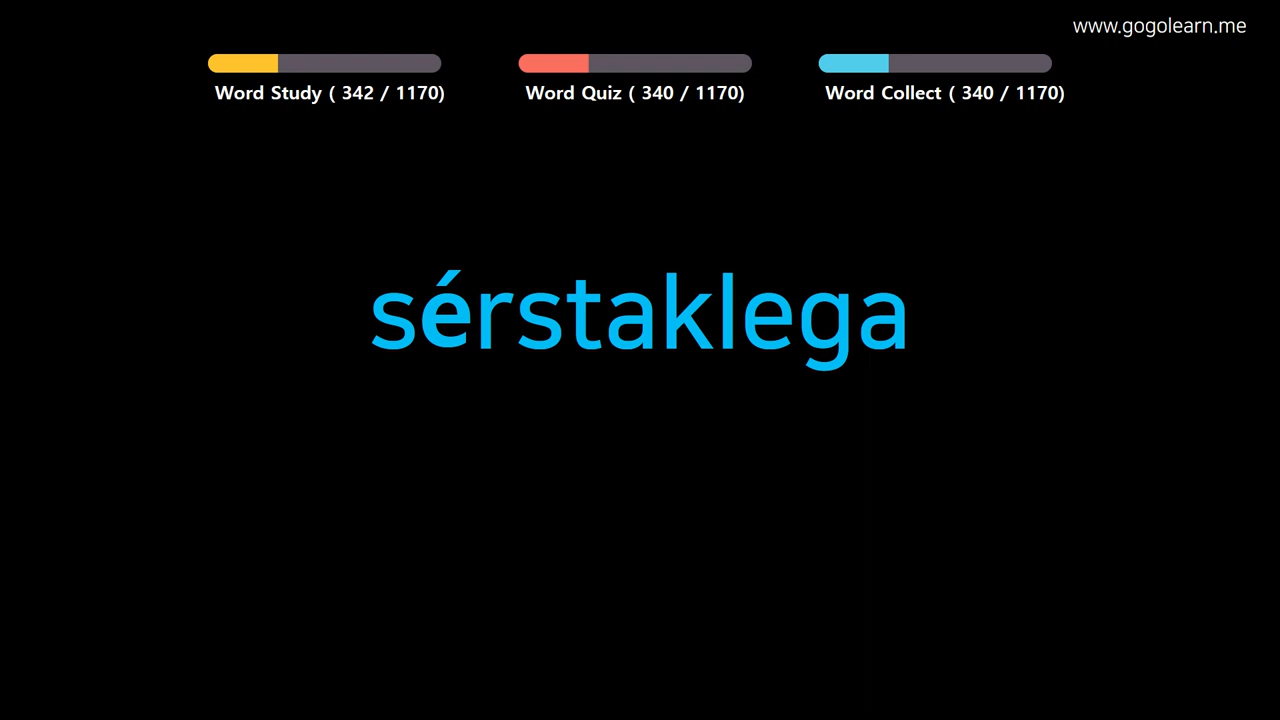 www.gogolearn.me
Word Study ( 342 / 1170)
Word Quiz ( 340 / 1170)
Word Collect ( 340 / 1170)
sérstaklega